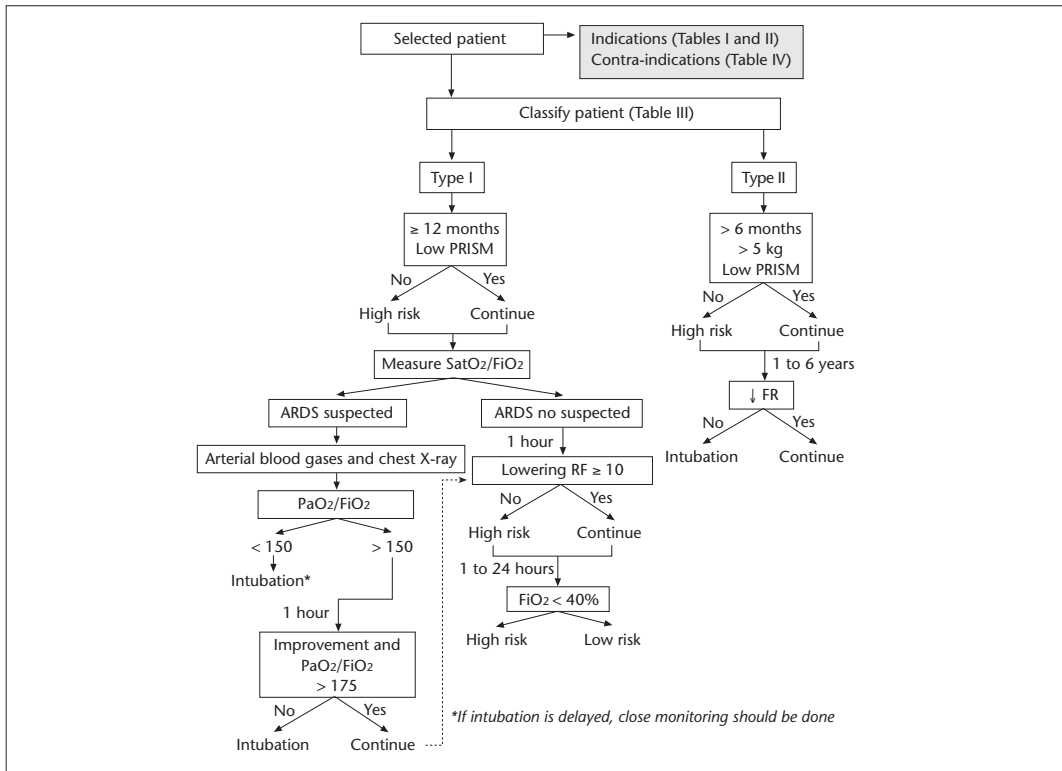 Selected patient
Indications (Tables I and II)
Contra-indications (Table IV)
Classify patient (Table III)
Type I
Type II
≥ 12 months
Low PRISM
> 6 months
> 5 kg
Low PRISM
No
Yes
No
Yes
High risk
Continue
High risk
Continue
Measure SatO2/FiO2
1 to 6 years
↓ FR
ARDS suspected
ARDS no suspected
No
Yes
1 hour
Intubation
Continue
Arterial blood gases and chest X-ray
Lowering RF ≥ 10
PaO2/FiO2
No
Yes
< 150
> 150
High risk
Continue
Intubation*
1 to 24 hours
FiO2 < 40%
1 hour
High risk
Low risk
Improvement and
PaO2/FiO2
> 175
No
Yes
*If intubation is delayed, close monitoring should be done
Intubation
Continue